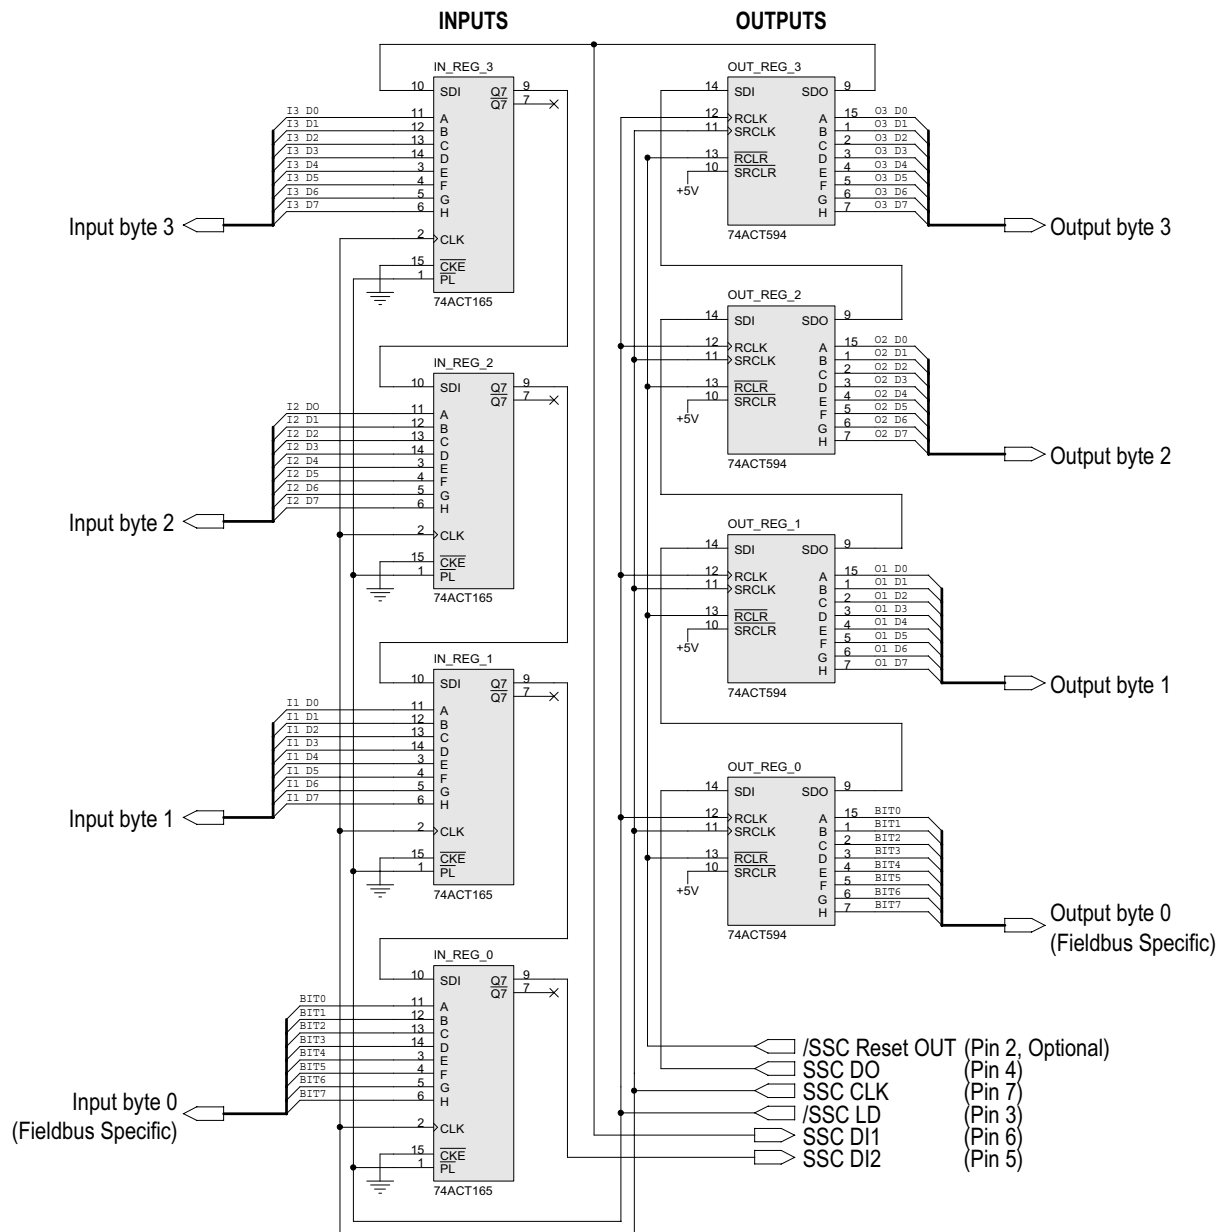 INPUTS
OUTPUTS
IN_REG_3
10 SDI Q7 9
Q7 7
I3 D0 11 A
I3 D1 12 B
I3 D2 13 C
I3 D3 14 D
I3 D4 3 E
I3 D5 4 F
I3 D6 5 G
I3 D7 6 H
Input byte 3
2 CLK
15 CKE
1 PL
74ACT165
IN_REG_2
10 SDI Q7 9
Q7 7
I2 DO 11 A
I2 D1 12 B
I2 D2 13 C
I2 D3 14 D
I2 D4 3 E
I2 D5 4 F
I2 D6 5 G
I2 D7 6 H
Input byte 2
2 CLK
15 CKE
1 PL
74ACT165
IN_REG_1
10 SDI Q7 9
Q7 7
I1 D0 11 A
I1 D1 12 B
I1 D2 13 C
I1 D3 14 D
I1 D4 3 E
I1 D5 4 F
I1 D6 5 G
I1 D7 6 H
Input byte 1
2 CLK
15 CKE
1 PL
74ACT165
IN_REG_0
10 SDI Q7 9
Q7 7
BIT0 11 A
BIT1 12 B
BIT2 13 C
BIT3 14 D
BIT4 3 E
BIT5 4 F
BIT6 5 G
BIT7 6 H
Input byte 0
(Fieldbus Specific)
2 CLK
15 CKE
1 PL
74ACT165
OUT_REG_3
14 SDI SDO 9
12 RCLK A 15 O3 D0
11 SRCLK B 1 O3 D1
C 2 O3 D2
13 RCLR D 3 O3 D3
10 SRCLR E 4 O3 D4
+5V F 5 O3 D5
G 6 O3 D6
H 7 O3 D7
74ACT594
Output byte 3
OUT_REG_2
14 SDI SDO 9
12 RCLK A 15 O2 D0
11 SRCLK B 1 O2 D1
C 2 O2 D2
13 RCLR D 3 O2 D3
10 SRCLR E 4 O2 D4
+5V F 5 O2 D5
G 6 O2 D6
H 7 O2 D7
74ACT594
Output byte 2
OUT_REG_1
14 SDI SDO 9
12 RCLK A 15 O1 D0
11 SRCLK B 1 O1 D1
C 2 O1 D2
13 RCLR D 3 O1 D3
10 SRCLR E 4 O1 D4
+5V F 5 O1 D5
G 6 O1 D6
H 7 O1 D7
74ACT594
Output byte 1
OUT_REG_0
14 SDI SDO 9
12 RCLK A 15 BIT0
11 SRCLK B 1 BIT1
C 2 BIT2
13 RCLR D 3 BIT3
10 SRCLR E 4 BIT4
+5V F 5 BIT5
G 6 BIT6
H 7 BIT7
74ACT594
Output byte 0
(Fieldbus Specific)
/SSC Reset OUT (Pin 2, Optional)
SSC DO (Pin 4)
SSC CLK (Pin 7)
/SSC LD (Pin 3)
SSC DI1 (Pin 6)
SSC DI2 (Pin 5)